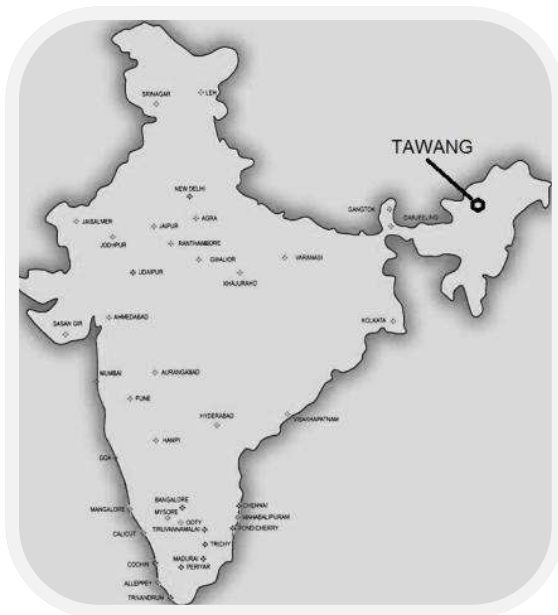 SRINAGAR
LEH
TAWANG
NEW DELHI
GANGTOK
DARJEELING
JAISALMER
JAIPUR
AGRA
JODHPUR
RANTHAMBORE
GWALIOR
VARANASI
UDAIPUR
KHAJURAHO
AHMEDABAD
SASAN GIR
KOLKATA
MUMBAI
AURANGABAD
PUNE
HYDERABAD
VISAKHAPATNAM
HAMPI
GOA
BANGALORE
MANGALORE
MYSORE
CHENNAI
MAHABALIPURAM
OOTY
TIRUVANNAMALAI
PONDICHERRY
CALICUT
TRICHY
MADURAI
COCHIN
PERIYAR
ALLEPPEY
TRIVANDRUM